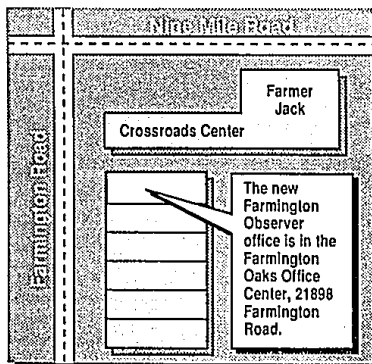 Nine Mile Road
Farmington Road
Farmer
Jack
Crossroads Center
The new
Farmington
Observer
office is in the
Farmington
Oaks Office
Center, 21898
Farmington
Road.